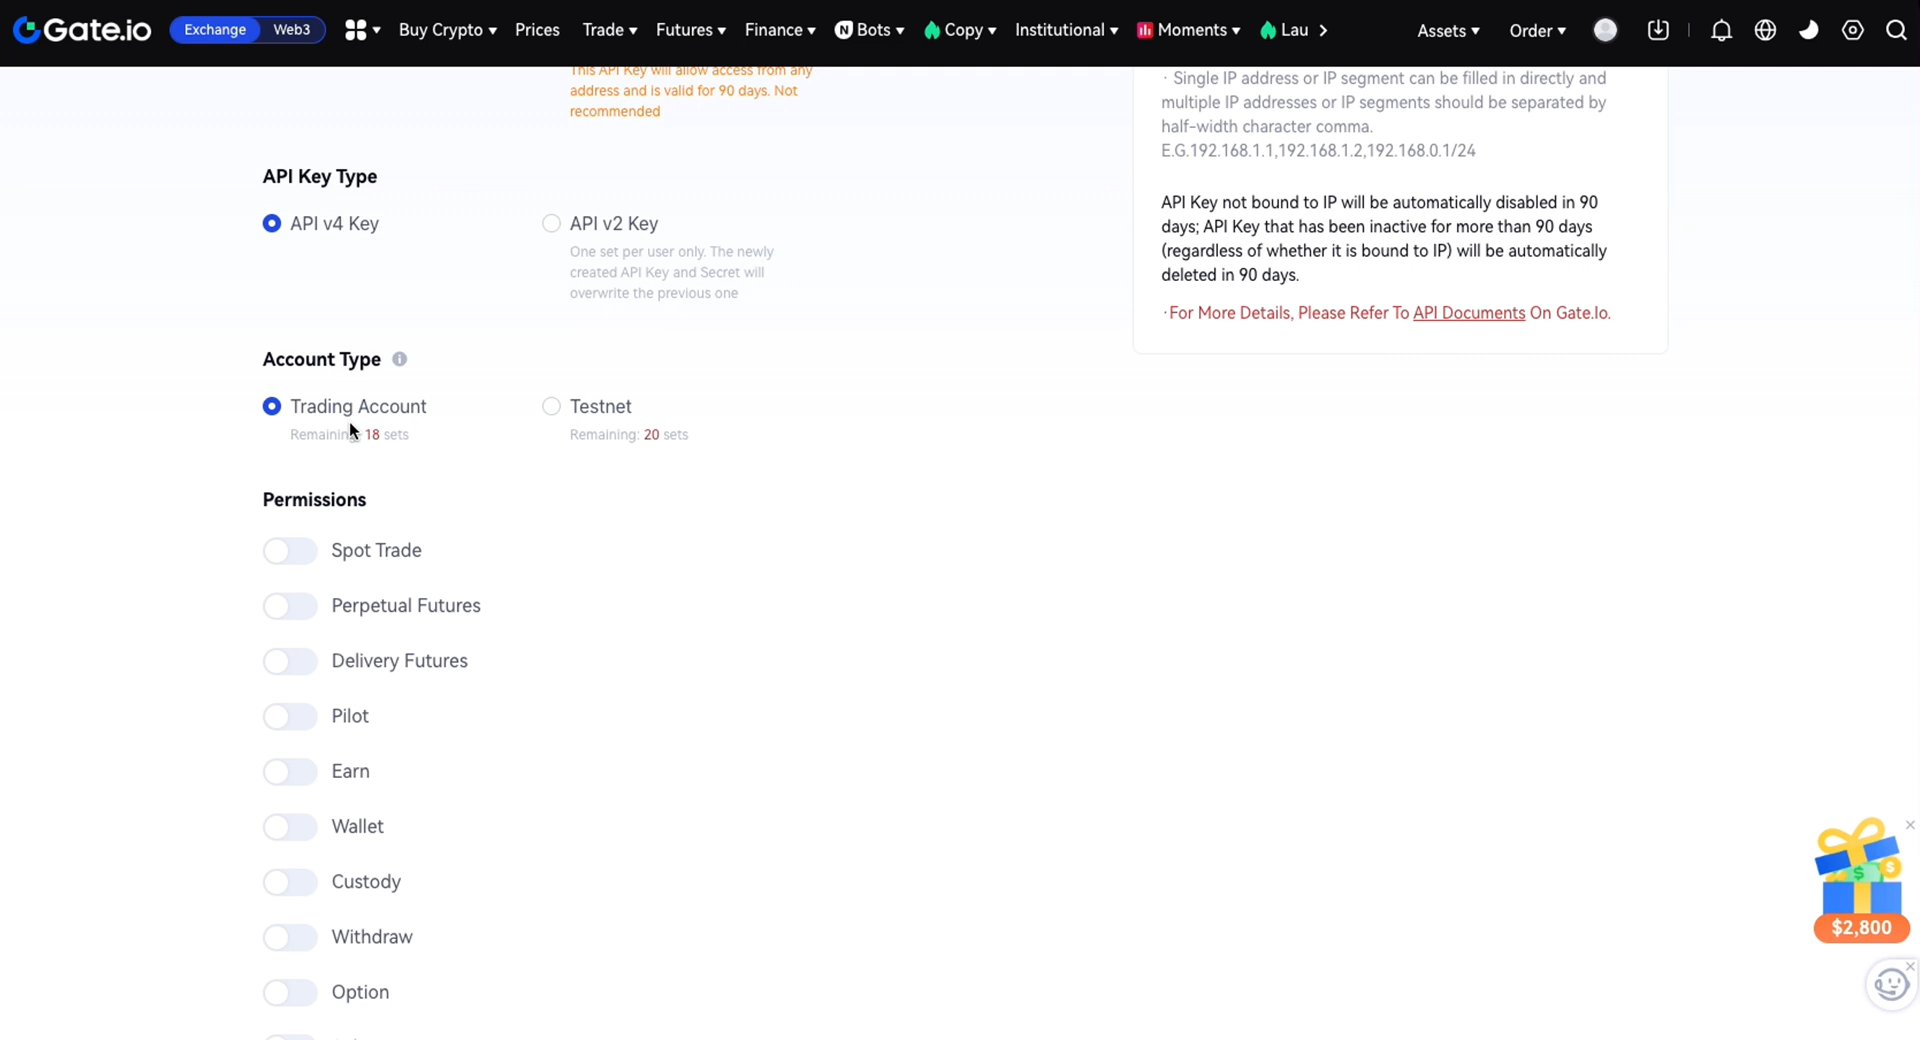 Gate.io Exchange Web3 Buy Crypto Prices Trade Futures Finance Bots Copy Institutional Moments Lau Assets Order
This API Key will allow access from any
address and is valid for 90 days. Not
recommended
· Single IP address or IP segment can be filled in directly and
multiple IP addresses or IP segments should be separated by
half-width character comma.
E.G.192.168.1.1,192.168.1.2,192.168.0.1/24
API Key not bound to IP will be automatically disabled in 90
days; API Key that has been inactive for more than 90 days
(regardless of whether it is bound to IP) will be automatically
deleted in 90 days.
·For More Details, Please Refer To API Documents On Gate.Io.
API Key Type
API v4 Key
API v2 Key
One set per user only. The newly
created API Key and Secret will
overwrite the previous one
Account Type
Trading Account
Remaining: 18 sets
Testnet
Remaining: 20 sets
Permissions
Spot Trade
Perpetual Futures
Delivery Futures
Pilot
Earn
Wallet
Custody
Withdraw
Option
$2,800